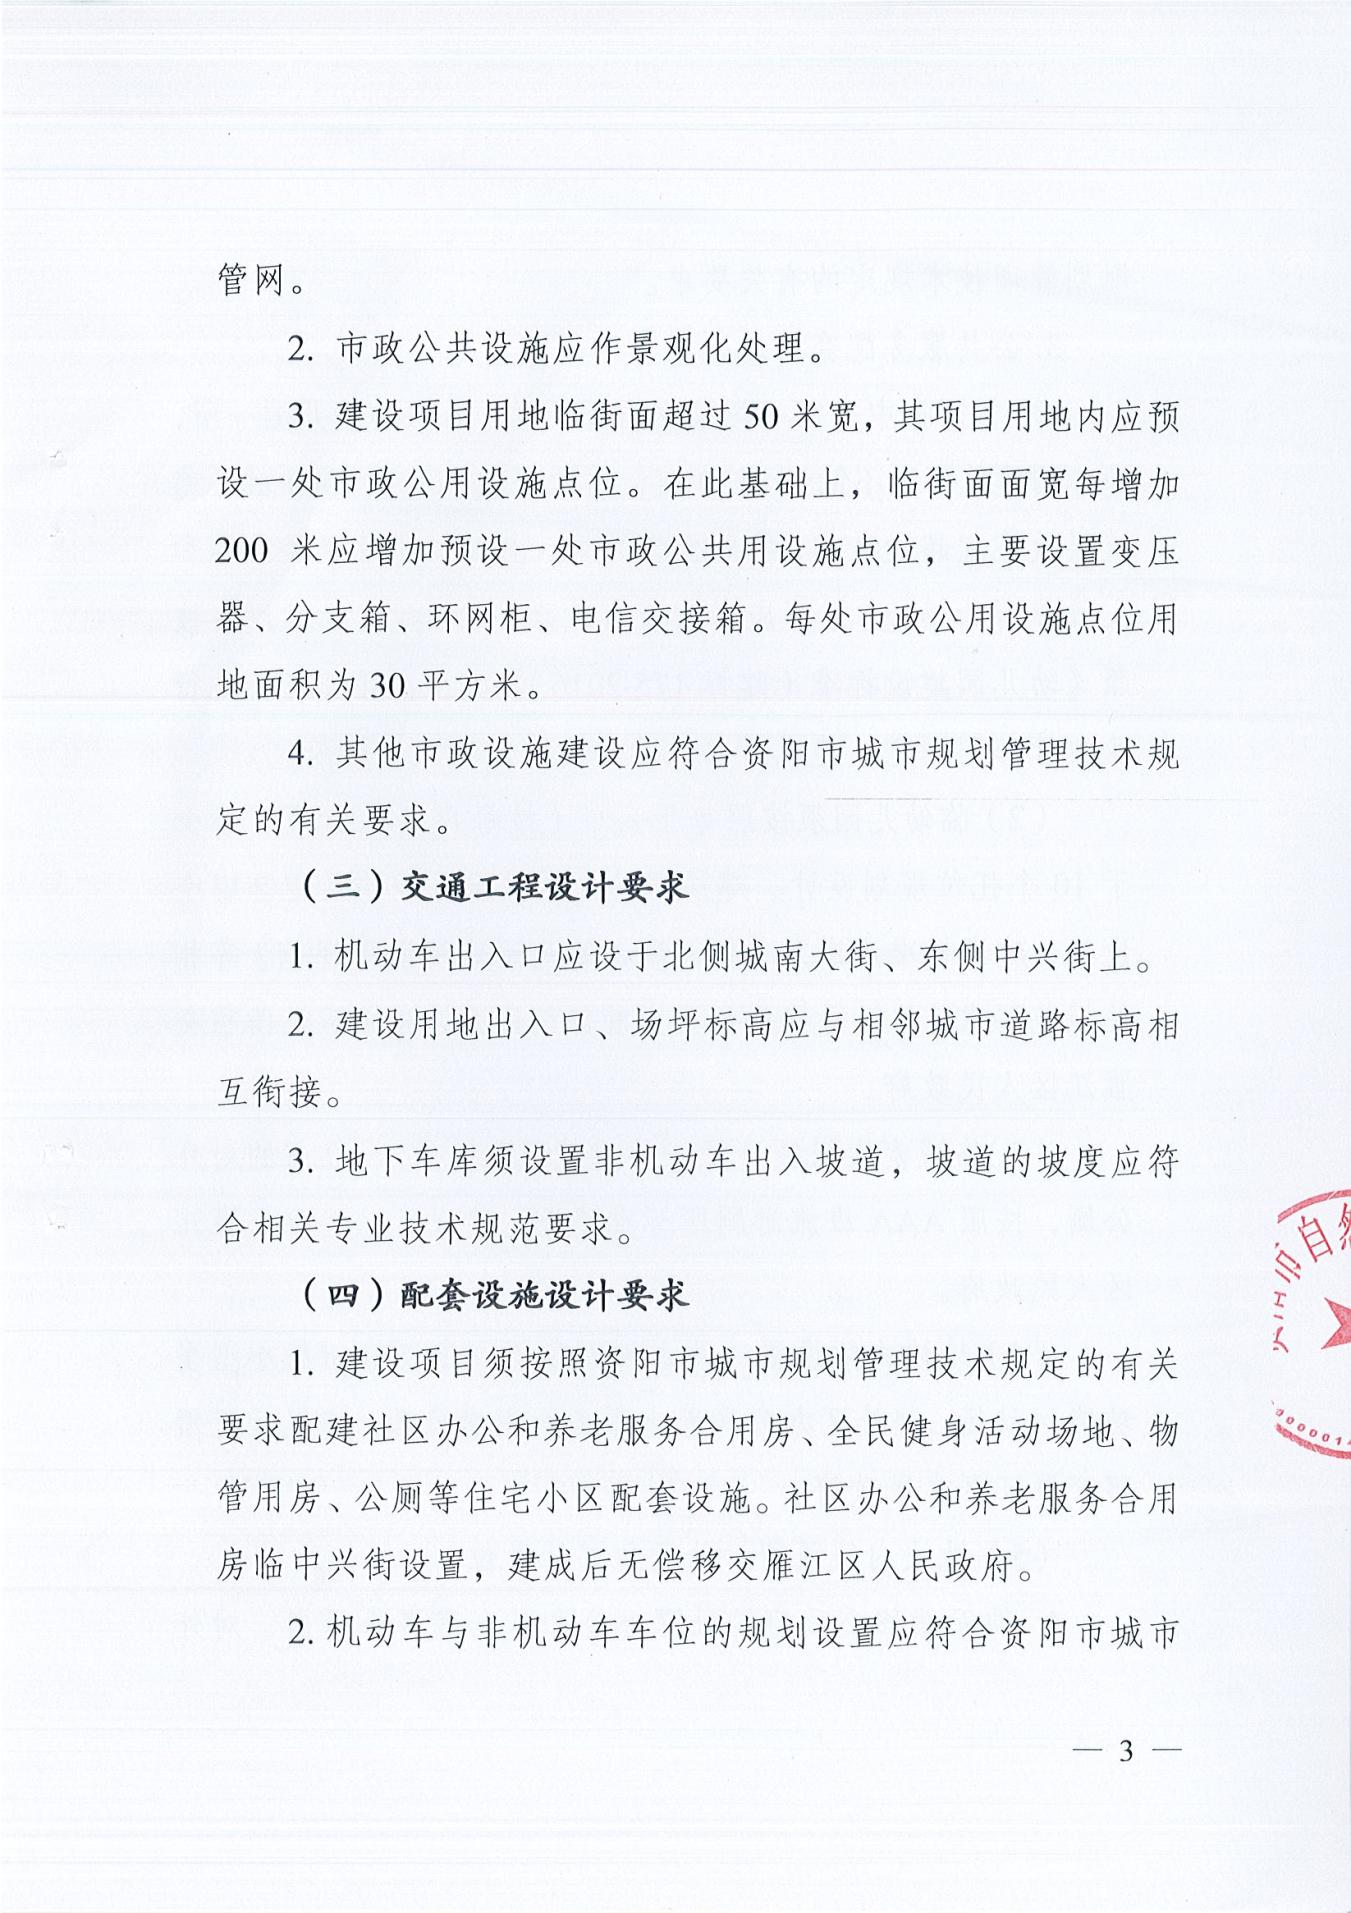 管网。
2. 市政公共设施应作景观化处理。
3. 建设项目用地临街面超过 50 米宽，其项目用地内应预
设一处市政公用设施点位。在此基础上，临街面面宽每增加
200 米应增加预设一处市政公共用设施点位，主要设置变压
器、分支箱、环网柜、电信交接箱。每处市政公用设施点位用
地面积为 30 平方米。
4. 其他市政设施建设应符合资阳市城市规划管理技术规
定的有关要求。
（三）交通工程设计要求
1. 机动车出入口应设于北侧城南大街、东侧中兴街上。
2. 建设用地出入口、场坪标高应与相邻城市道路标高相
互衔接。
3. 地下车库须设置非机动车出入坡道，坡道的坡度应符
合相关专业技术规范要求。
（四）配套设施设计要求
1. 建设项目须按照资阳市城市规划管理技术规定的有关
要求配建社区办公和养老服务合用房、全民健身活动场地、物
管用房、公厕等住宅小区配套设施。社区办公和养老服务合用
房临中兴街设置，建成后无偿移交雁江区人民政府。
2. 机动车与非机动车车位的规划设置应符合资阳市城市
— 3 —
市自然